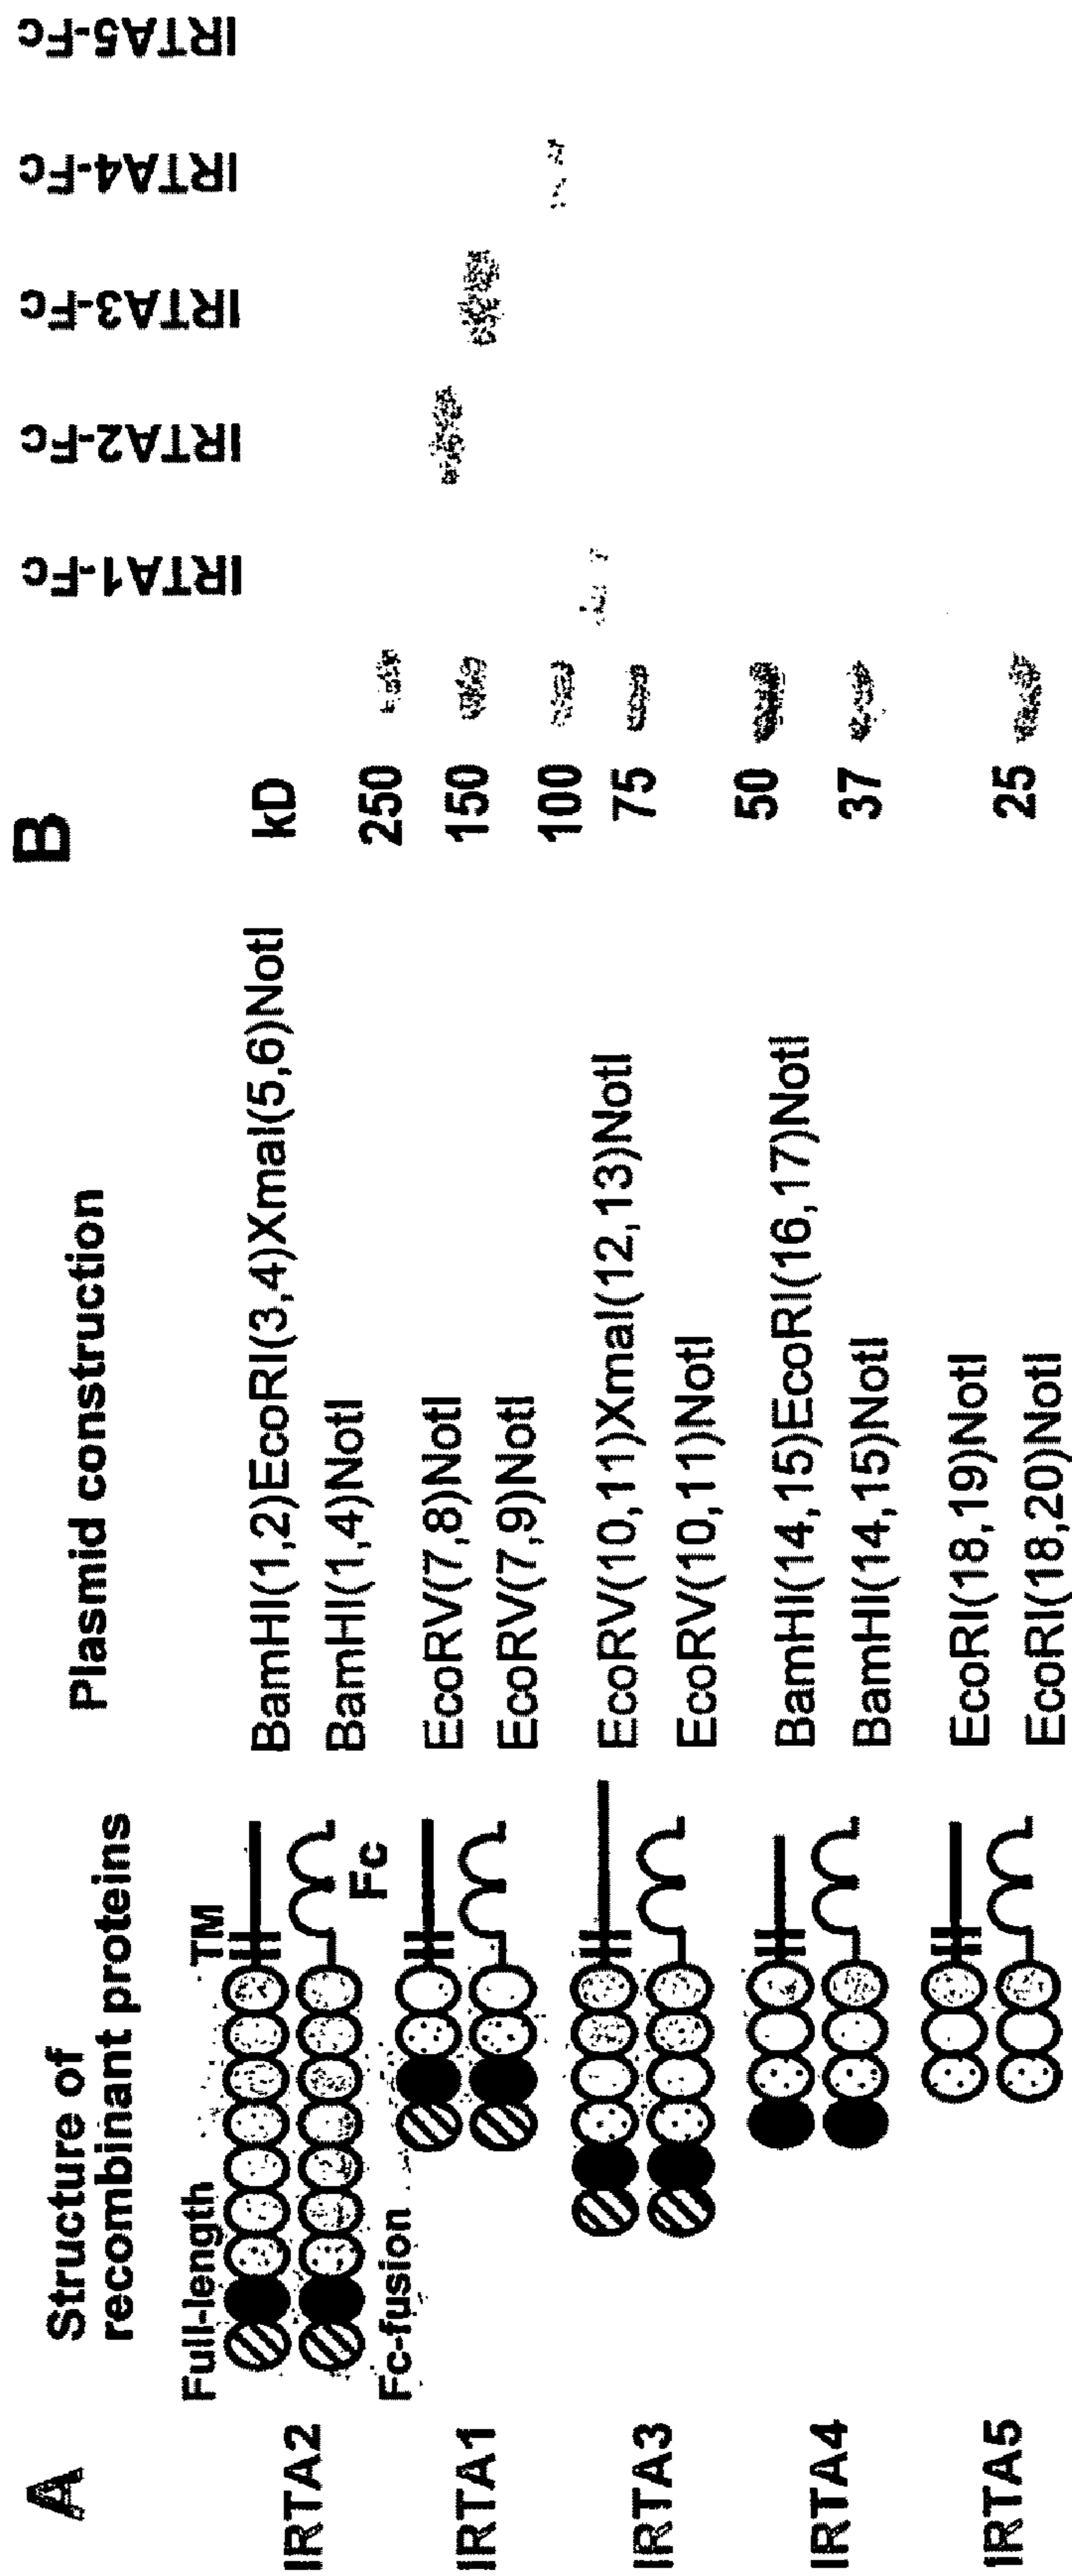 A
Structure of
recombinant proteins
Plasmid construction
Full-length
TM
IRTA2
BamHI(1,2)EcoRI(3,4)XmaI(5,6)NotI
BamHI(1,4)NotI
Fc-fusion
Fc
IRTA1
EcoRV(7,8)NotI
EcoRV(7,9)NotI
IRTA3
EcoRV(10,11)XmaI(12,13)NotI
EcoRV(10,11)NotI
IRTA4
BamHI(14,15)EcoRI(16,17)NotI
BamHI(14,15)NotI
IRTA5
EcoRI(18,19)NotI
EcoRI(18,20)NotI
B
IRTA1-Fc
IRTA2-Fc
IRTA3-Fc
IRTA4-Fc
IRTA5-Fc
kD
250
150
100
75
50
37
25